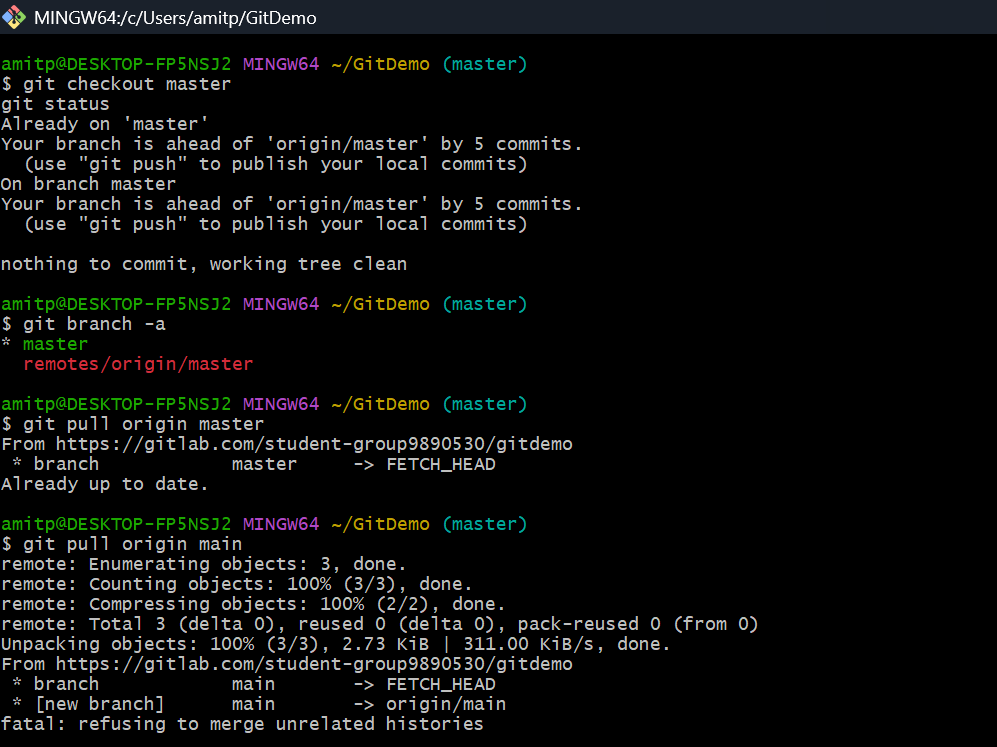 MINGW64:/c/Users/amitp/GitDemo
amitp@DESKTOP-FP5NSJ2 MINGW64 ~/GitDemo (master)
$ git checkout master
git status
Already on 'master'
Your branch is ahead of 'origin/master' by 5 commits.
  (use "git push" to publish your local commits)
On branch master
Your branch is ahead of 'origin/master' by 5 commits.
  (use "git push" to publish your local commits)
nothing to commit, working tree clean
amitp@DESKTOP-FP5NSJ2 MINGW64 ~/GitDemo (master)
$ git branch -a
* master
  remotes/origin/master
amitp@DESKTOP-FP5NSJ2 MINGW64 ~/GitDemo (master)
$ git pull origin master
From https://gitlab.com/student-group9890530/gitdemo
 * branch            master     -> FETCH_HEAD
Already up to date.
amitp@DESKTOP-FP5NSJ2 MINGW64 ~/GitDemo (master)
$ git pull origin main
remote: Enumerating objects: 3, done.
remote: Counting objects: 100% (3/3), done.
remote: Compressing objects: 100% (2/2), done.
remote: Total 3 (delta 0), reused 0 (delta 0), pack-reused 0 (from 0)
Unpacking objects: 100% (3/3), 2.73 KiB | 311.00 KiB/s, done.
From https://gitlab.com/student-group9890530/gitdemo
 * branch            main       -> FETCH_HEAD
 * [new branch]      main       -> origin/main
fatal: refusing to merge unrelated histories